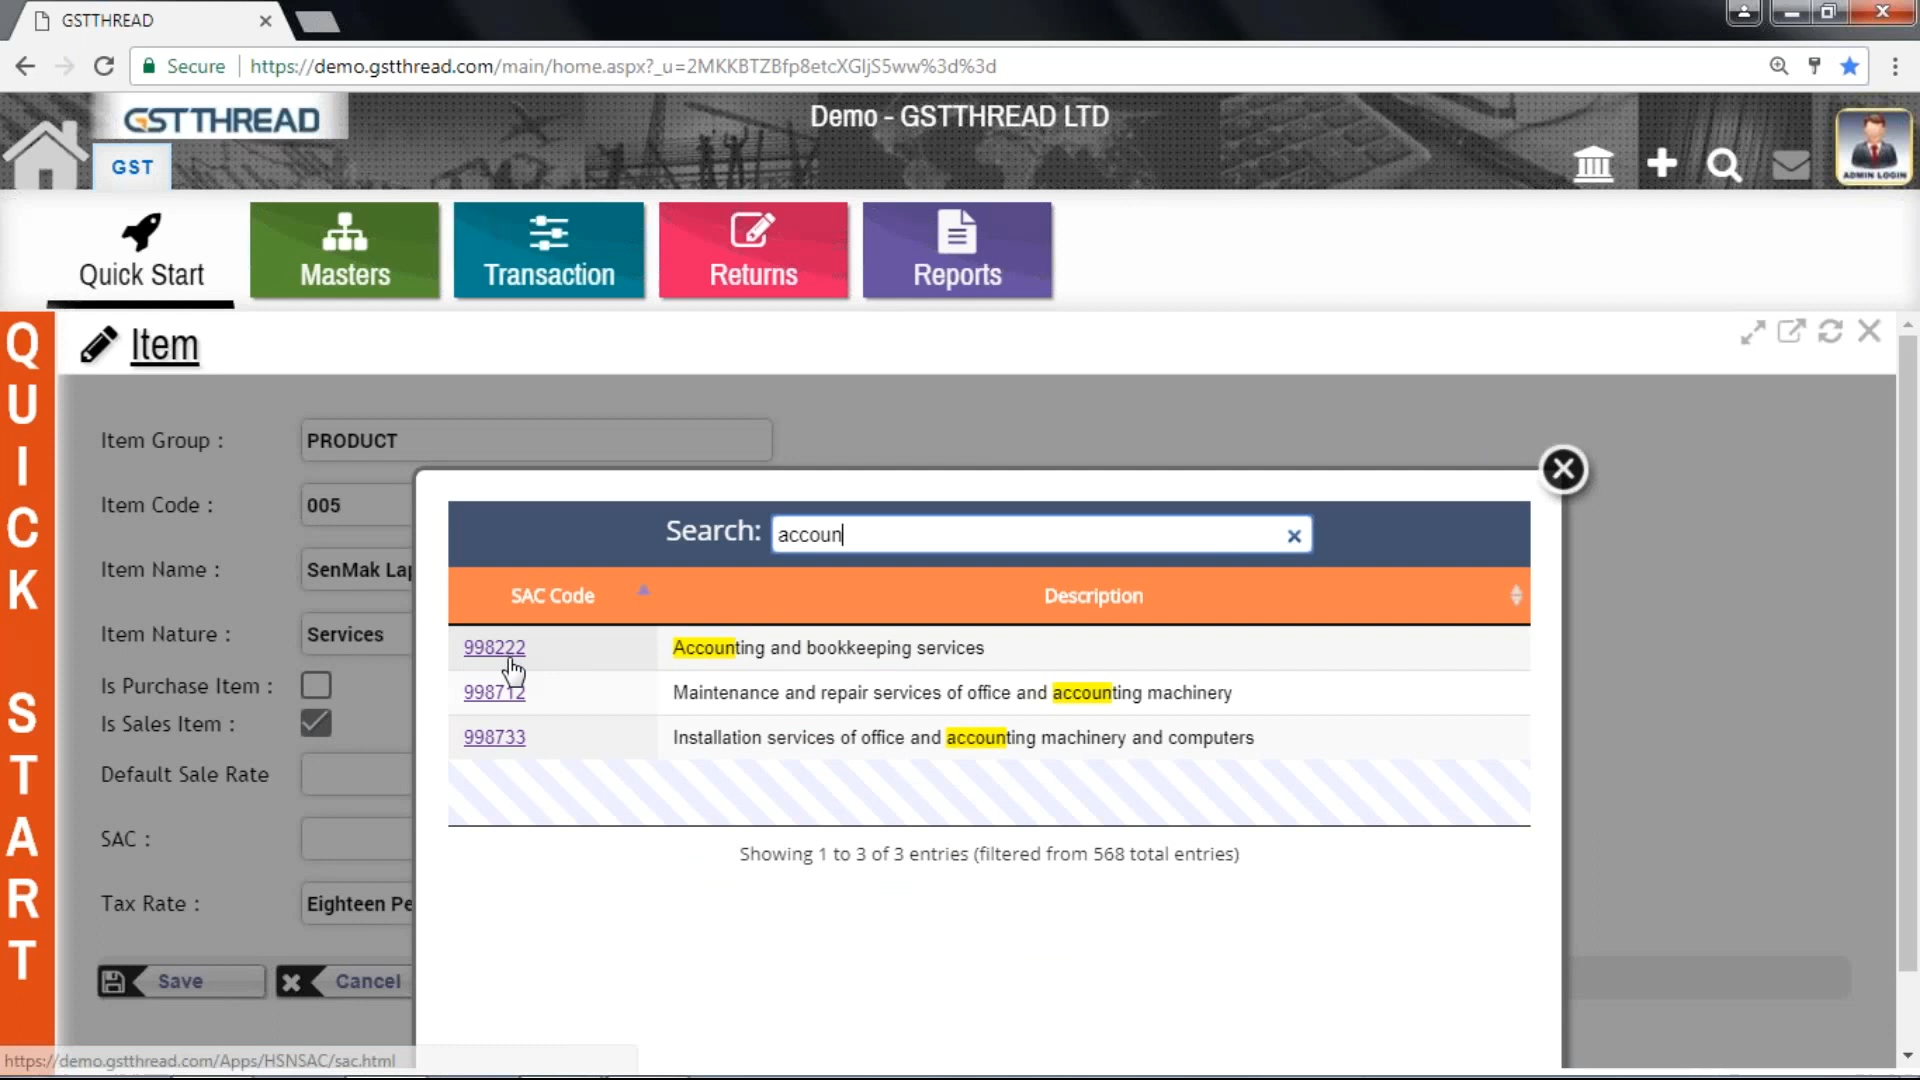 GSTTHREAD
Secure
https://demo.gstthread.com/main/home.aspx?_u=2MKKBTZBfp8etcXGIjS5ww%3d%3d
GSTTHREAD
GST
Demo - GSTTHREAD LTD
ADMIN LOGIN
Quick Start
Masters
Transaction
Returns
Reports
QUICK START
Item
Item Group :
PRODUCT
Item Code :
005
Item Name :
SenMak Lap
Item Nature :
Services
Is Purchase Item :
Is Sales Item :
Default Sale Rate
SAC :
Tax Rate :
Eighteen Pe
Save
Cancel
Search:
accoun
SAC Code
Description
998222
Accounting and bookkeeping services
998712
Maintenance and repair services of office and accounting machinery
998733
Installation services of office and accounting machinery and computers
Showing 1 to 3 of 3 entries (filtered from 568 total entries)
https://demo.gstthread.com/Apps/HSNSAC/sac.html